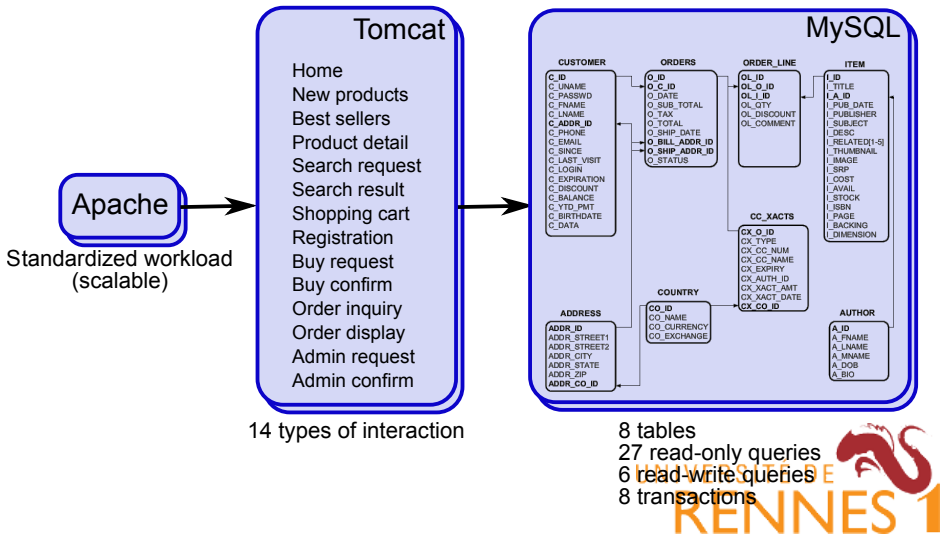 Apache
Standardized workload
(scalable)
Tomcat
Home
New products
Best sellers
Product detail
Search request
Search result
Shopping cart
Registration
Buy request
Buy confirm
Order inquiry
Order display
Admin request
Admin confirm
14 types of interaction
MySQL
CUSTOMER
C_ID
C_UNAME
C_PASSWD
C_FNAME
C_LNAME
C_ADDR_ID
C_PHONE
C_EMAIL
C_SINCE
C_LAST_VISIT
C_LOGIN
C_EXPIRATION
C_DISCOUNT
C_BALANCE
C_YTD_PMT
C_BIRTHDATE
C_DATA
ORDERS
O_ID
O_C_ID
O_DATE
O_SUB_TOTAL
O_TAX
O_TOTAL
O_SHIP_DATE
O_BILL_ADDR_ID
O_SHIP_ADDR_ID
O_STATUS
ORDER_LINE
OL_ID
OL_O_ID
OL_I_ID
OL_QTY
OL_DISCOUNT
OL_COMMENT
ITEM
I_ID
I_TITLE
I_A_ID
I_PUB_DATE
I_PUBLISHER
I_SUBJECT
I_DESC
I_RELATED[1-5]
I_THUMBNAIL
I_IMAGE
I_SRP
I_COST
I_AVAIL
I_STOCK
I_ISBN
I_PAGE
I_BACKING
I_DIMENSION
CC_XACTS
CX_O_ID
CX_TYPE
CX_CC_NUM
CX_CC_NAME
CX_EXPIRY
CX_AUTH_ID
CX_XACT_AMT
CX_XACT_DATE
CX_CO_ID
ADDRESS
ADDR_ID
ADDR_STREET1
ADDR_STREET2
ADDR_CITY
ADDR_STATE
ADDR_ZIP
ADDR_CO_ID
COUNTRY
CO_ID
CO_NAME
CO_CURRENCY
CO_EXCHANGE
AUTHOR
A_ID
A_FNAME
A_LNAME
A_MNAME
A_DOB
A_BIO
8 tables
27 read-only queries
6 read-write queries
8 transactions
UNIVERSITÉ DE
RENNES 1